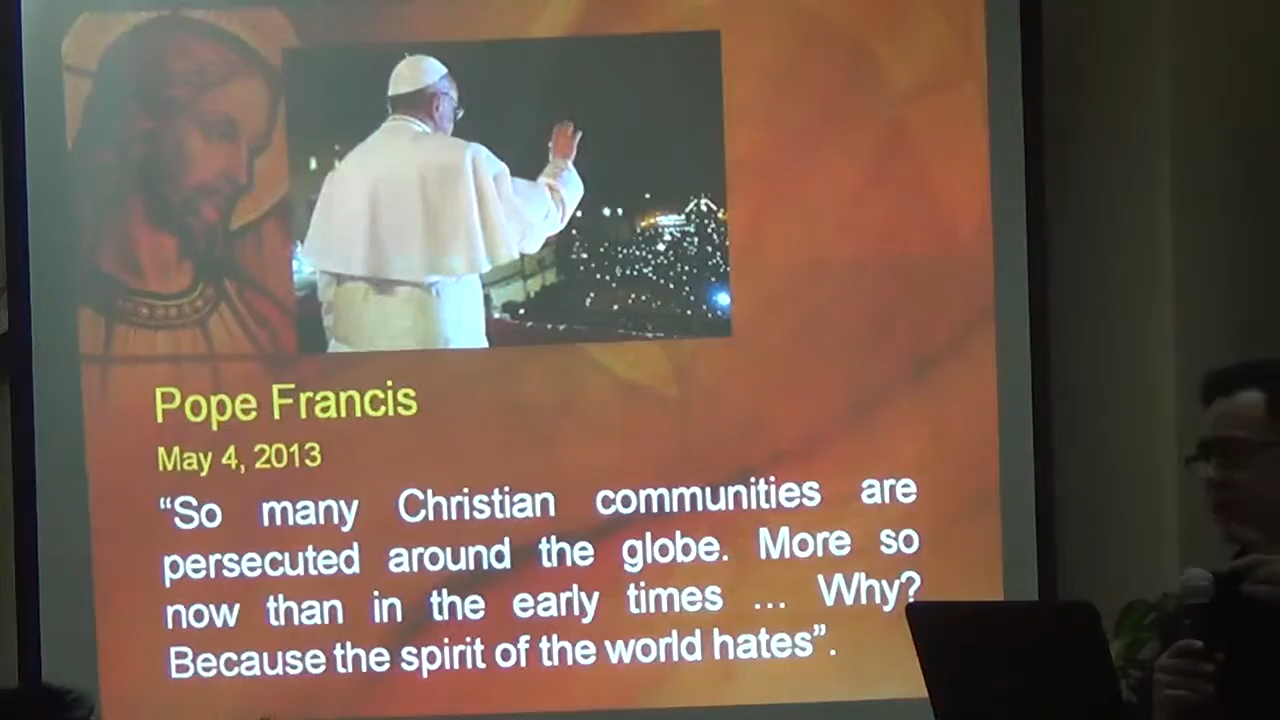 Pope Francis
May 4, 2013
“So many Christian communities are
persecuted around the globe. More so
now than in the early times ... Why?
Because the spirit of the world hates”.